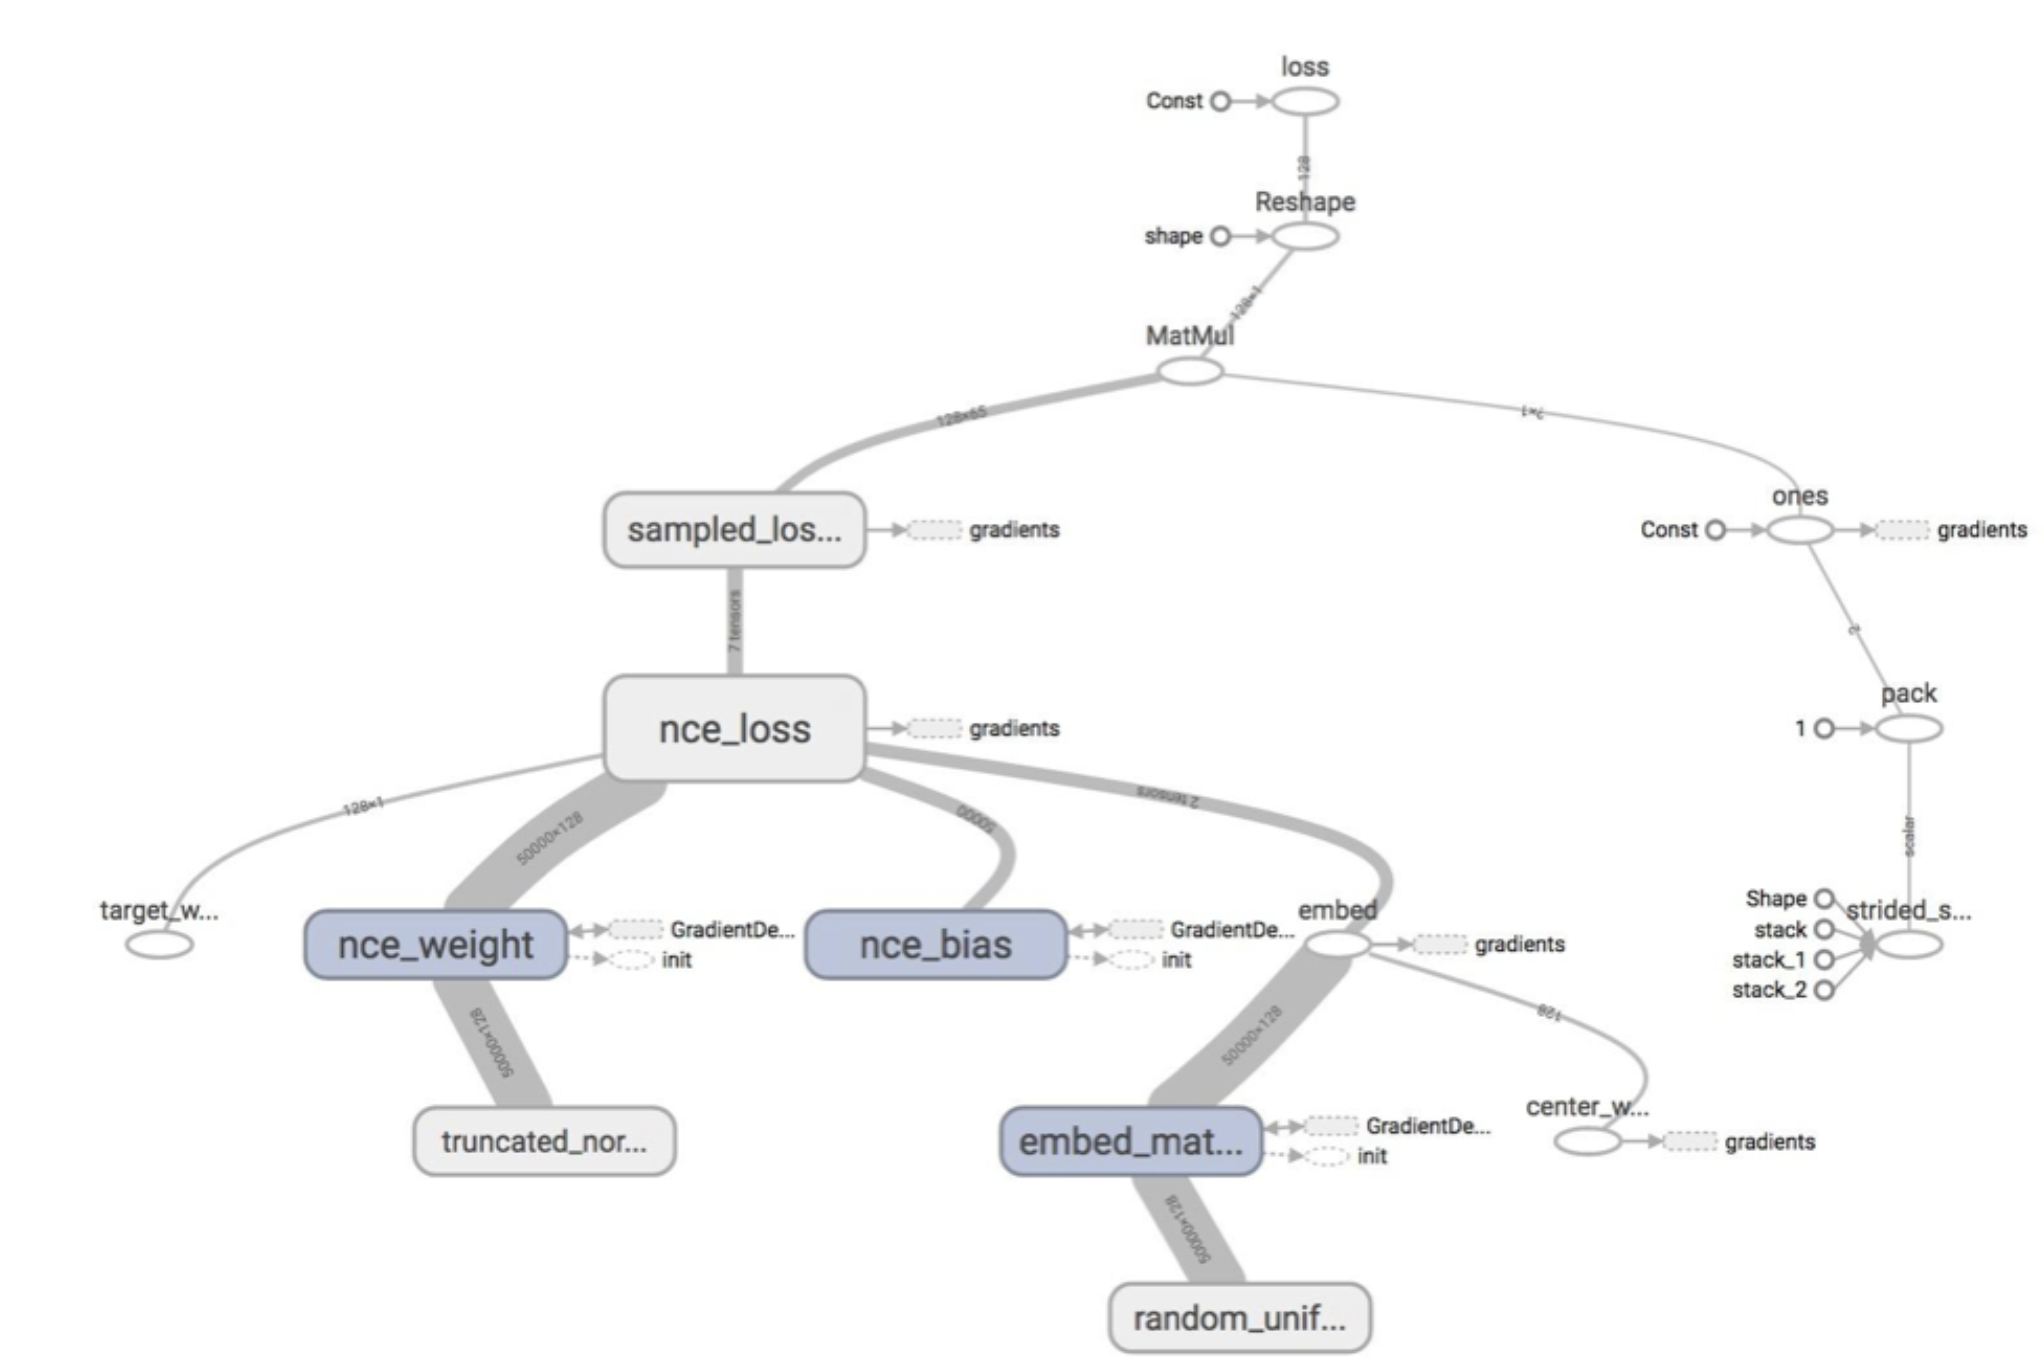 loss
Const
128
Reshape
shape
128×1
MatMul
128×65
?×1
sampled_los...
gradients
ones
Const
gradients
7 tensors
2
nce_loss
gradients
pack
1
128×1
50000×128
50000
2 tensors
scalar
target_w...
nce_weight
GradientDe...
init
nce_bias
GradientDe...
init
embed
gradients
Shape
stack
stack_1
stack_2
strided_s...
50000×128
50000×128
128
truncated_nor...
embed_mat...
GradientDe...
init
center_w...
gradients
50000×128
random_unif...